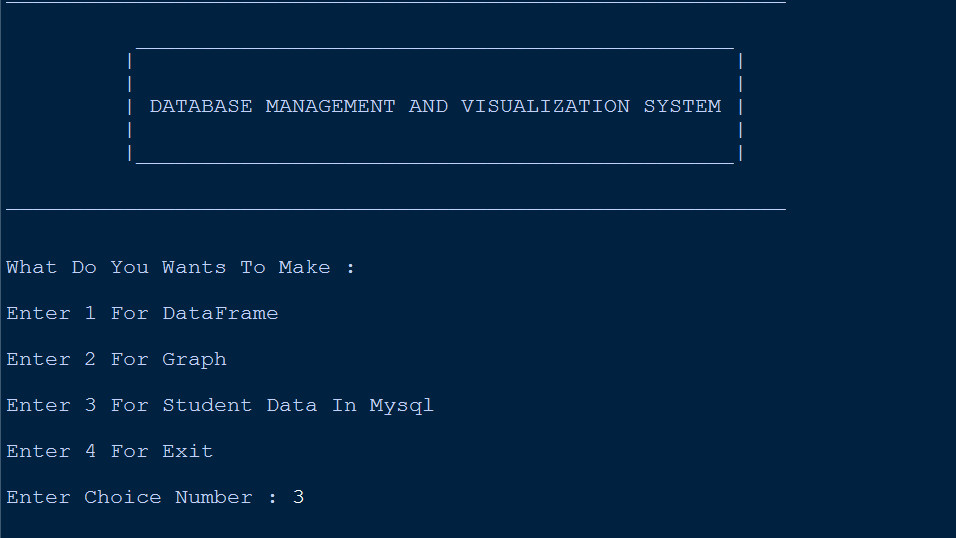 DATABASE MANAGEMENT AND VISUALIZATION SYSTEM
What Do You Wants To Make :
Enter 1 For DataFrame
Enter 2 For Graph
Enter 3 For Student Data In Mysql
Enter 4 For Exit
Enter Choice Number : 3